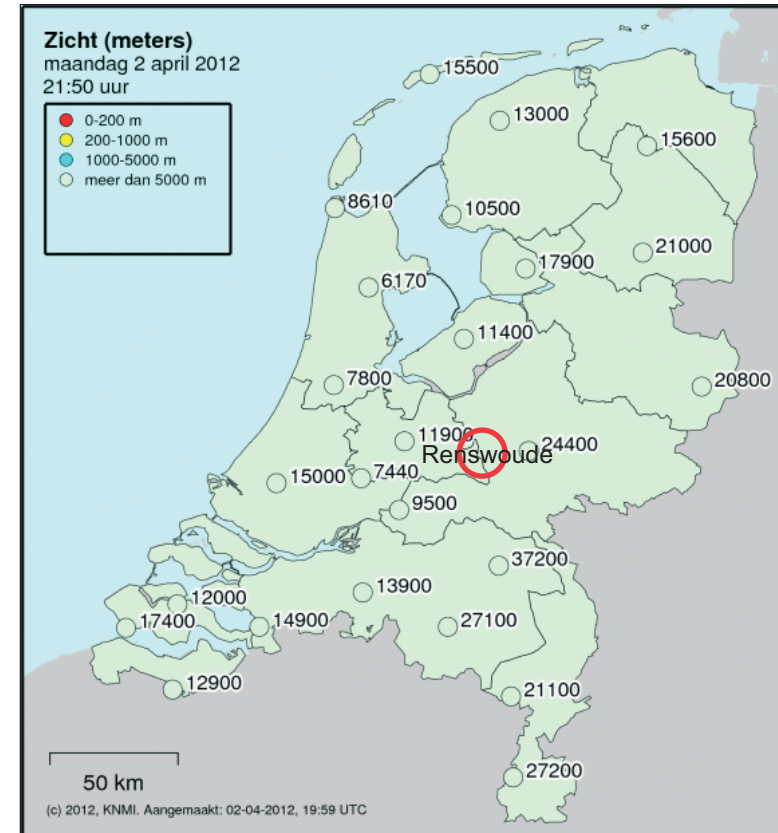 Zicht (meters)
maandag 2 april 2012
21:50 uur
0-200 m
200-1000 m
1000-5000 m
meer dan 5000 m
15500
13000
15600
8610
10500
21000
17900
6170
11400
7800
20800
11900
24400
Renswoude
15000
7440
9500
37200
13900
12000
17400
14900
27100
12900
21100
27200
50 km
(c) 2012, KNMI. Aangemaakt: 02-04-2012, 19:59 UTC